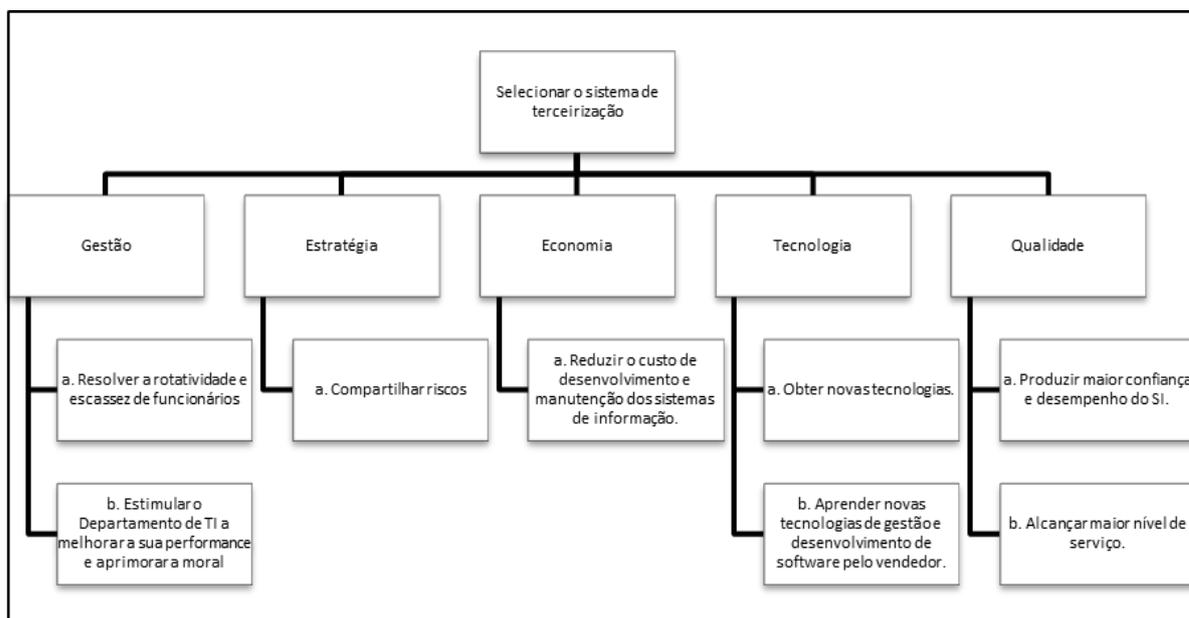 Selecionar o sistema de
terceirização
Gestão
Estratégia
Economia
Tecnologia
Qualidade
a. Resolver a rotatividade e
escassez de funcionários
a. Compartilhar riscos
a. Reduzir o custo de
desenvolvimento e
manutenção dos sistemas
de informação.
a. Obter novas tecnologias.
a. Produzir maior confiança
e desempenho do SI.
b. Estimular o
Departamento de TI a
melhorar a sua performance
e aprimorar a moral
b. Aprender novas
tecnologias de gestão e
desenvolvimento de
software pelo vendedor.
b. Alcançar maior nível de
serviço.